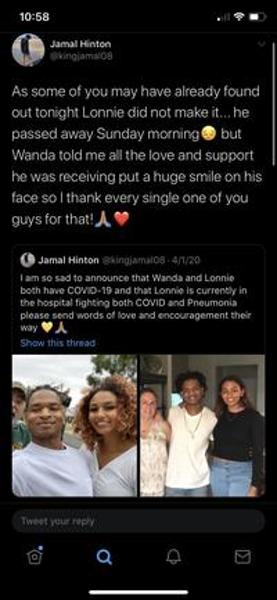 10:58
Jamal Hinton
@kingjamal08
As some of you may have already found
out tonight Lonnie did not make it... he
passed away Sunday morning😔 but
Wanda told me all the love and support
he was receiving put a huge smile on his
face so I thank every single one of you
guys for that!🙏🏽❤️
Jamal Hinton @kingjamal08 · 4/1/20
I am so sad to announce that Wanda and Lonnie
both have COVID-19 and that Lonnie is currently in
the hospital fighting both COVID and Pneumonia
please send words of love and encouragement their
way 💛🙏🏽
Show this thread
Tweet your reply